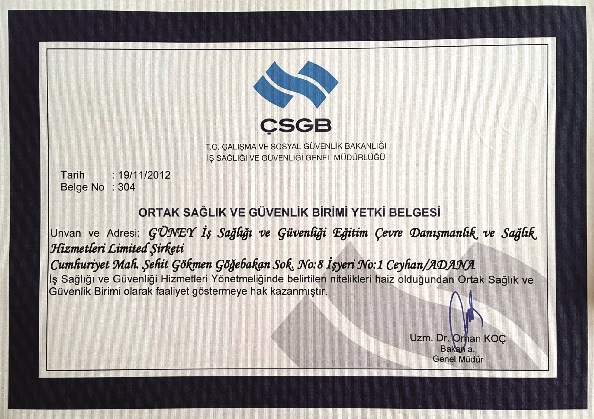 ÇSGB
T.C. ÇALIŞMA VE SOSYAL GÜVENLİK BAKANLIĞI
İŞ SAĞLIĞI VE GÜVENLİĞİ GENEL MÜDÜRLÜĞÜ
Tarih : 19/11/2012
Belge No : 304
ORTAK SAĞLIK VE GÜVENLİK BİRİMİ YETKİ BELGESİ
Unvan ve Adresi: GÜNEY İş Sağlığı ve Güvenliği Eğitim Çevre Danışmanlık ve Sağlık
Hizmetleri Limited Şirketi
Cumhuriyet Mah. Şehit Gökmen Göğebakan Sok. No:8 İşyeri No:1 Ceyhan/ADANA
İş Sağlığı ve Güvenliği Hizmetleri Yönetmeliğinde belirtilen nitelikleri haiz olduğundan Ortak Sağlık ve
Güvenlik Birimi olarak faaliyet göstermeye hak kazanmıştır.
Uzm. Dr. Orhan KOÇ
Bakan a.
Genel Müdür